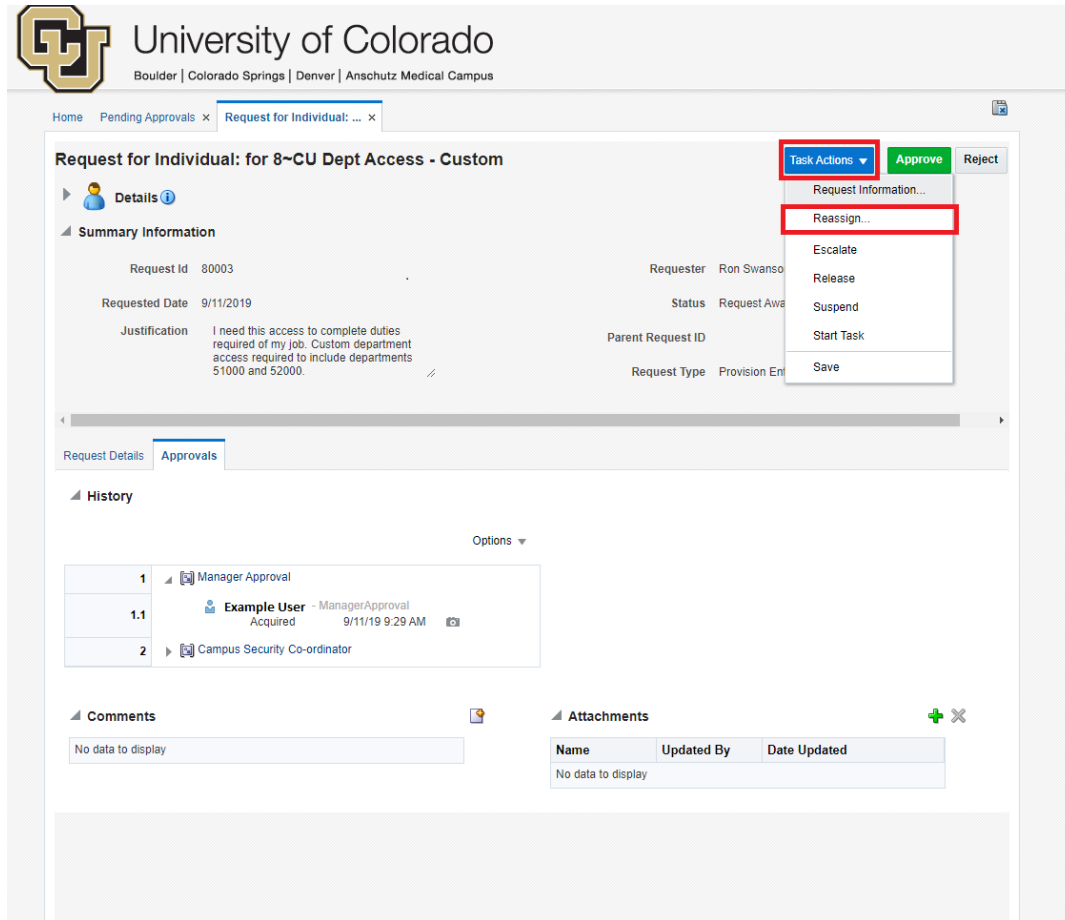 CU
University of Colorado
Boulder | Colorado Springs | Denver | Anschutz Medical Campus
Home Pending Approvals × Request for Individual: ... ×
Request for Individual: for 8~CU Dept Access - Custom
Task Actions Approve Reject
Details
Request Information...
Reassign...
Escalate
Release
Suspend
Start Task
Save
Summary Information
Request Id 80003 Requester Ron
Requested Date 9/11/2019 Status Request
Justification I need this access to complete duties
required of my job. Custom department
access required to include departments
51000 and 52000.
Parent Request ID
Request Type Provision
Request Details Approvals
History
Options
1 Manager Approval
1.1 Example User - ManagerApproval
Acquired 9/11/19 9:29 AM
2 Campus Security Co-ordinator
Comments
No data to display
Attachments
Name Updated By Date Updated
No data to display